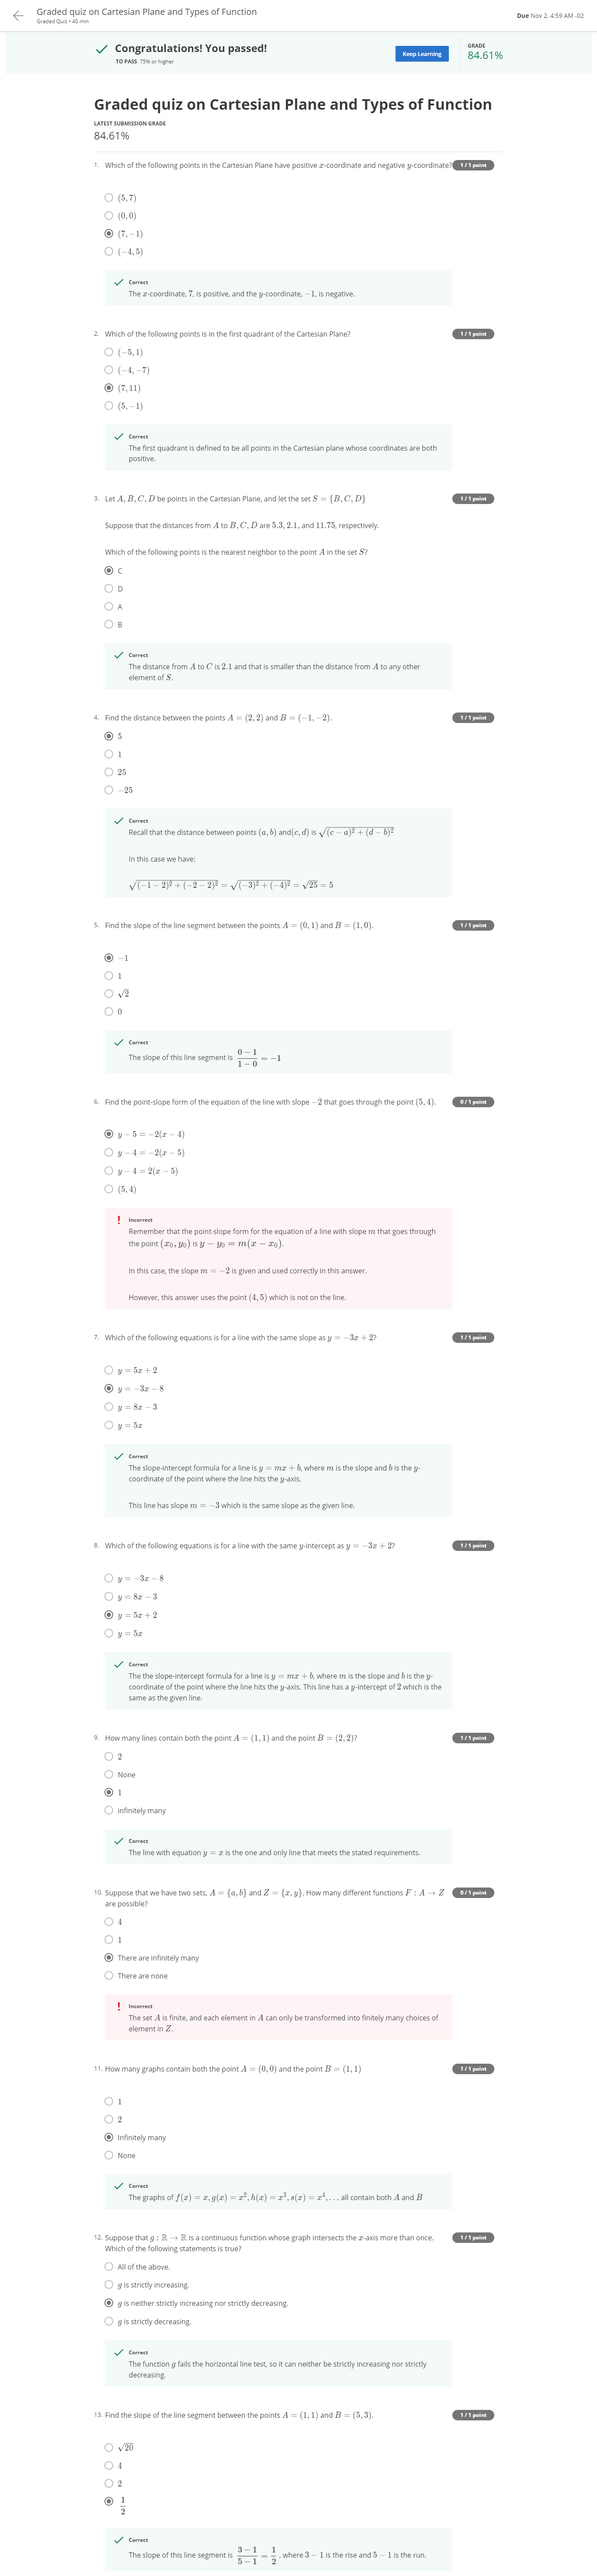 Graded quiz on Cartesian Plane and Types of Function
Graded Quiz • 40 min
Due Nov 2, 4:59 AM -02
Congratulations! You passed!
TO PASS 75% or higher
Keep Learning
GRADE
84.61%
Graded quiz on Cartesian Plane and Types of Function
LATEST SUBMISSION GRADE
84.61%
1. Which of the following points in the Cartesian Plane have positive x-coordinate and negative y-coordinate?
1 / 1 point
(5, 7)
(0, 0)
(7, −1)
(−4, 5)
Correct
The x-coordinate, 7, is positive, and the y-coordinate, −1, is negative.
2. Which of the following points is in the first quadrant of the Cartesian Plane?
1 / 1 point
(−5, 1)
(−4, −7)
(7, 11)
(5, −1)
Correct
The first quadrant is defined to be all points in the Cartesian plane whose coordinates are both
positive.
3. Let A, B, C, D be points in the Cartesian Plane, and let the set S = {B, C, D}
1 / 1 point
Suppose that the distances from A to B, C, D are 5.3, 2.1, and 11.75, respectively.
Which of the following points is the nearest neighbor to the point A in the set S?
C
D
A
B
Correct
The distance from A to C is 2.1 and that is smaller than the distance from A to any other
element of S.
4. Find the distance between the points A = (2, 2) and B = (−1, −2).
1 / 1 point
5
1
25
−25
Correct
Recall that the distance between points (a, b) and(c, d) is √(c − a)² + (d − b)²
In this case we have:
√(−1 − 2)² + (−2 − 2)² = √(−3)² + (−4)² = √25 = 5
5. Find the slope of the line segment between the points A = (0, 1) and B = (1, 0).
1 / 1 point
−1
1
√2
0
Correct
The slope of this line segment is (0 − 1)/(1 − 0) = −1
6. Find the point-slope form of the equation of the line with slope −2 that goes through the point (5, 4).
0 / 1 point
y − 5 = −2(x − 4)
y − 4 = −2(x − 5)
y − 4 = 2(x − 5)
(5, 4)
Incorrect
Remember that the point-slope form for the equation of a line with slope m that goes through
the point (x₀, y₀) is y − y₀ = m(x − x₀).
In this case, the slope m = −2 is given and used correctly in this answer.
However, this answer uses the point (4, 5) which is not on the line.
7. Which of the following equations is for a line with the same slope as y = −3x + 2?
1 / 1 point
y = 5x + 2
y = −3x − 8
y = 8x − 3
y = 5x
Correct
The slope-intercept formula for a line is y = mx + b, where m is the slope and b is the y-
coordinate of the point where the line hits the y-axis.
This line has slope m = −3 which is the same slope as the given line.
8. Which of the following equations is for a line with the same y-intercept as y = −3x + 2?
1 / 1 point
y = −3x − 8
y = 8x − 3
y = 5x + 2
y = 5x
Correct
The the slope-intercept formula for a line is y = mx + b, where m is the slope and b is the y-
coordinate of the point where the line hits the y-axis. This line has a y-intercept of 2 which is the
same as the given line.
9. How many lines contain both the point A = (1, 1) and the point B = (2, 2)?
1 / 1 point
2
None
1
infinitely many
Correct
The line with equation y = x is the one and only line that meets the stated requirements.
10. Suppose that we have two sets, A = {a, b} and Z = {x, y}. How many different functions F : A → Z
are possible?
0 / 1 point
4
1
There are infinitely many
There are none
Incorrect
The set A is finite, and each element in A can only be transformed into finitely many choices of
element in Z.
11. How many graphs contain both the point A = (0, 0) and the point B = (1, 1)
1 / 1 point
1
2
Infinitely many
None
Correct
The graphs of f(x) = x, g(x) = x², h(x) = x³, s(x) = x⁴, . . . all contain both A and B
12. Suppose that g : ℝ → ℝ is a continuous function whose graph intersects the x-axis more than once.
Which of the following statements is true?
1 / 1 point
All of the above.
g is strictly increasing.
g is neither strictly increasing nor strictly decreasing.
g is strictly decreasing.
Correct
The function g fails the horizontal line test, so it can neither be strictly increasing nor strictly
decreasing.
13. Find the slope of the line segment between the points A = (1, 1) and B = (5, 3).
1 / 1 point
√20
4
2
1/2
Correct
The slope of this line segment is (3 − 1)/(5 − 1) = 1/2, where 3 − 1 is the rise and 5 − 1 is the run.